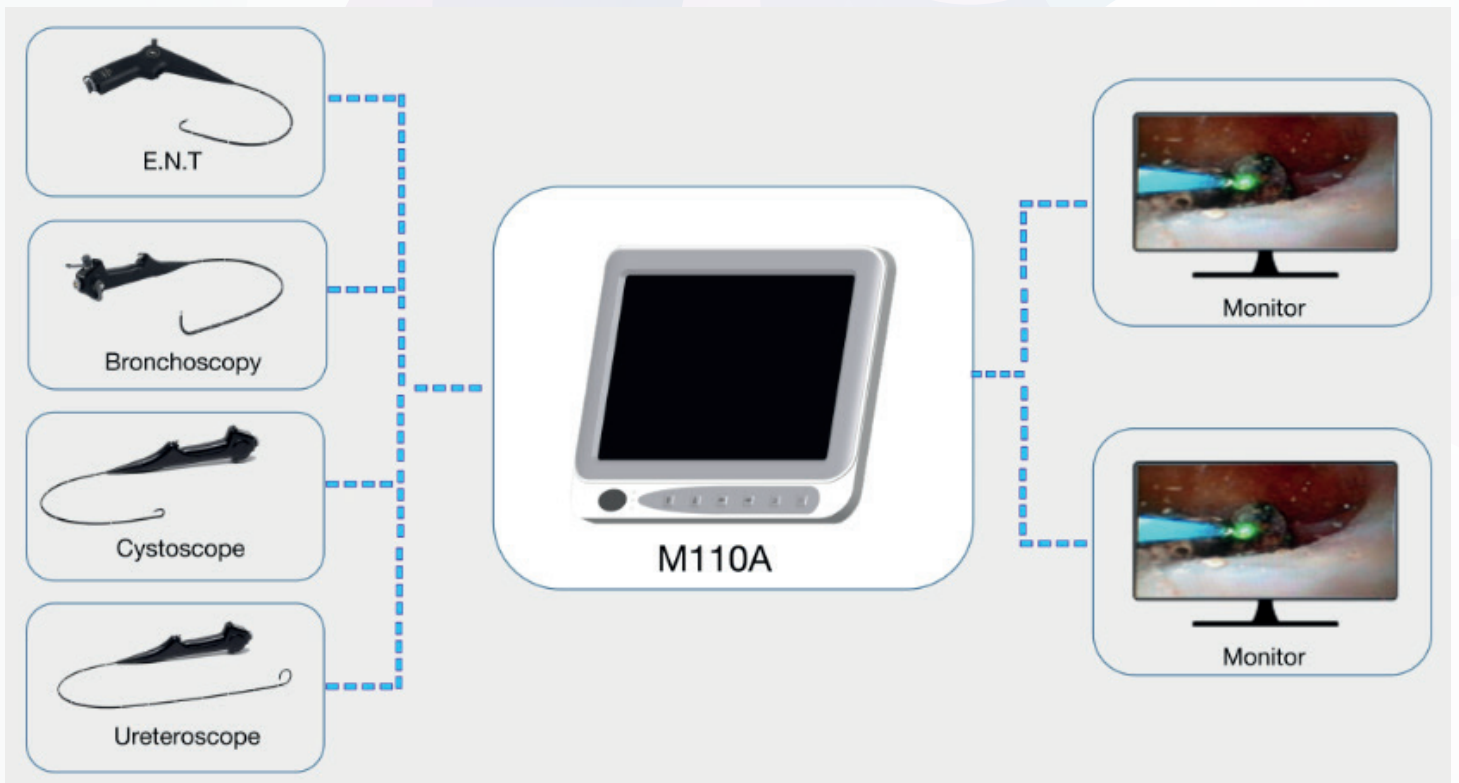 E.N.T
Bronchoscopy
Cystoscope
Ureteroscope
M110A
Monitor
Monitor